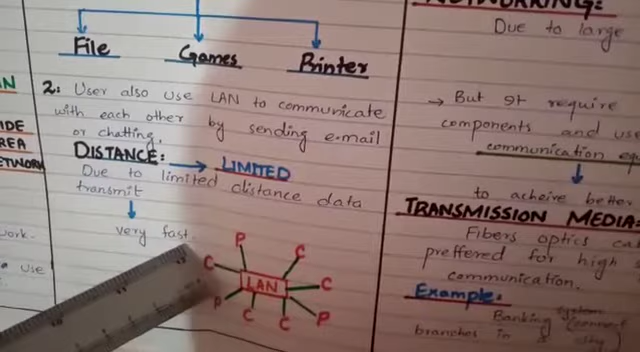 File Games Printer
2. User also use LAN to communicate
with each other by sending e.mail
or chatting.
DISTANCE: → LIMITED
Due to limited distance data
transmit
very fast.
P
C
C
LAN
C
P
C
C
P
Due to large
→ But it require
components and use
communication
to acheive better
TRANSMISSION MEDIA:
Fibers optics
preffered for high
communication.
Example:
Banking system
branches in a